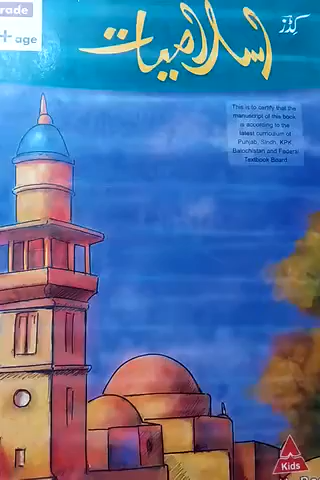 rade
+ age
کڈز
اسلامیات
This is to certify that the
manuscript of this book
is according to the
latest curriculum of
Punjab, Sindh, KPK,
Balochistan and Federal
Textbook Board.
Kids